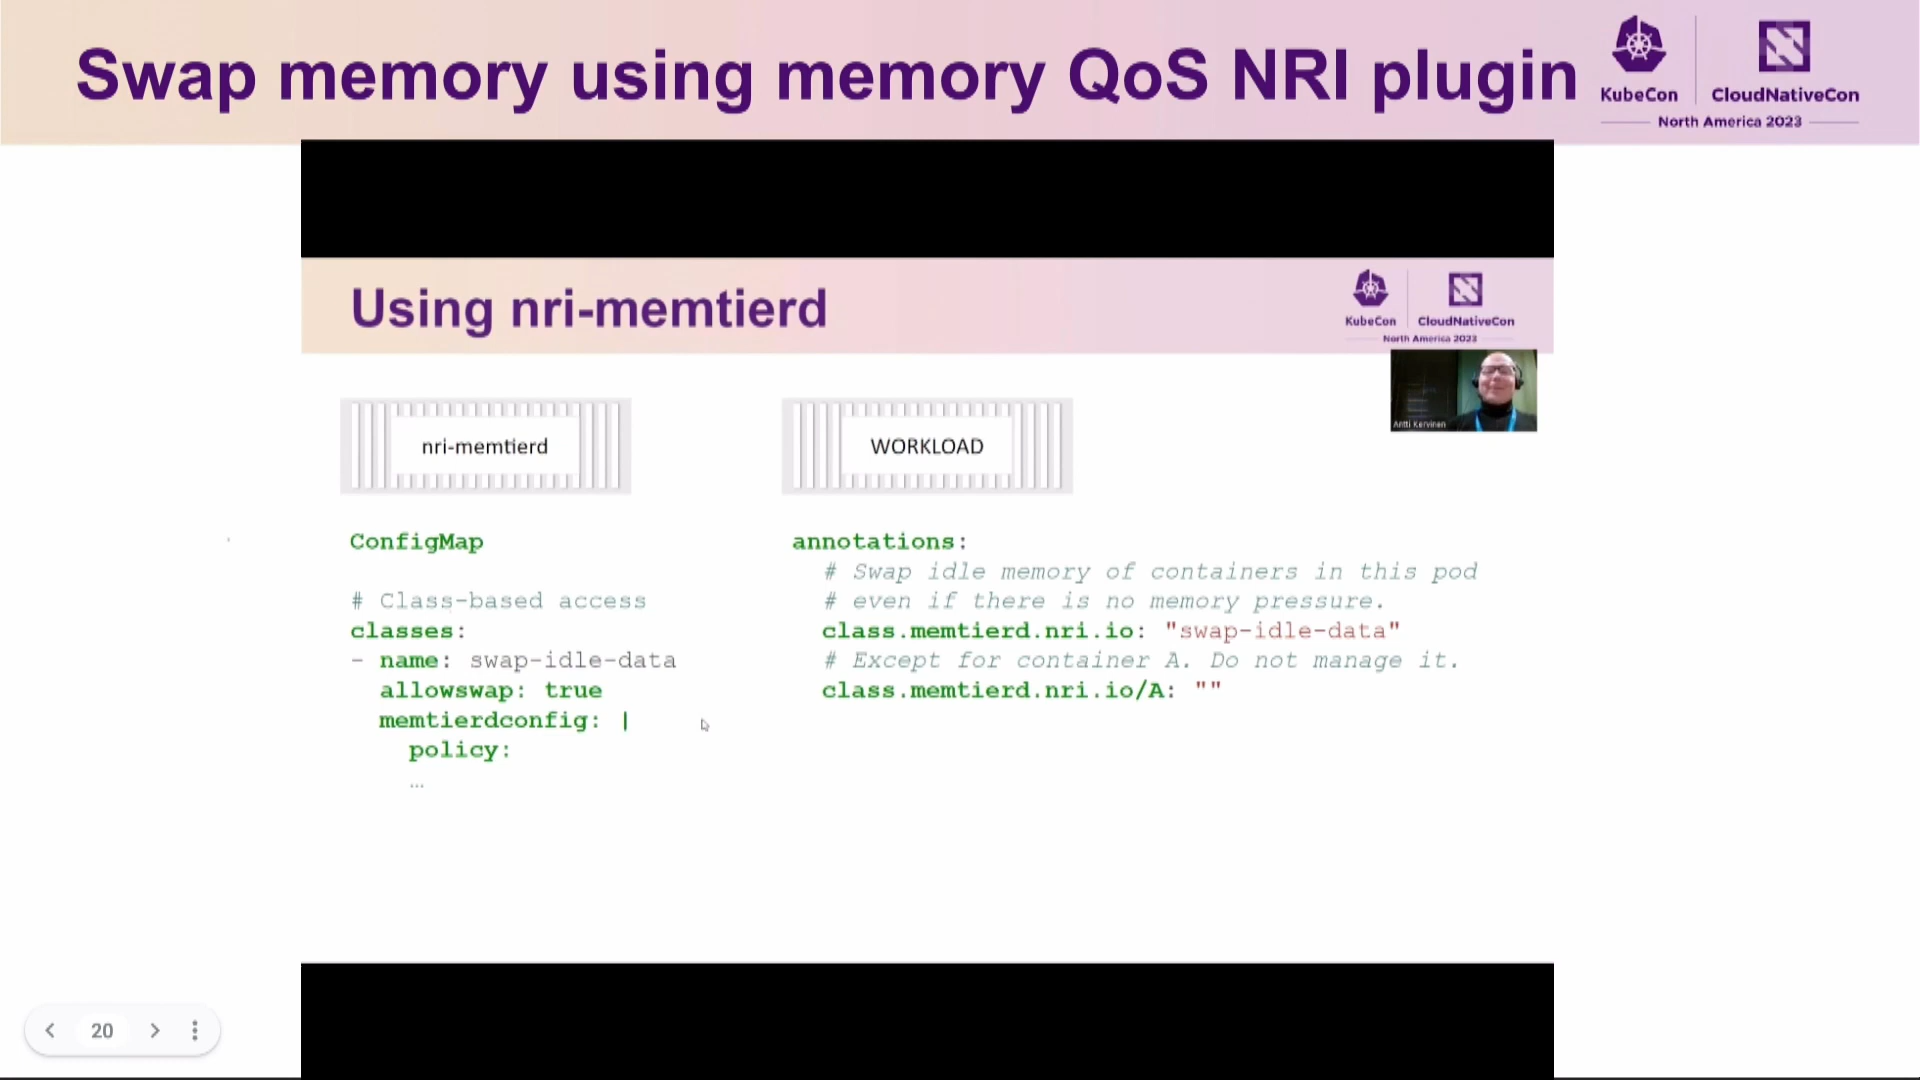 Swap memory using memory QoS NRI plugin
KubeCon
CloudNativeCon
North America 2023
Using nri-memtierd
KubeCon
CloudNativeCon
North America 2023
Antti Kervinen
nri-memtierd
WORKLOAD
ConfigMap
# Class-based access
classes:
- name: swap-idle-data
allowswap: true
memtierdconfig: |
policy:
...
annotations:
# Swap idle memory of containers in this pod
# even if there is no memory pressure.
class.memtierd.nri.io: "swap-idle-data"
# Except for container A. Do not manage it.
class.memtierd.nri.io/A: ""
20